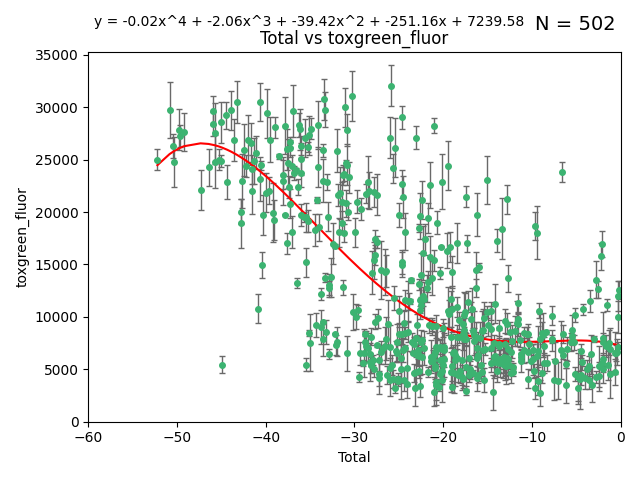 y = -0.02x^4 + -2.06x^3 + -39.42x^2 + -251.16x + 7239.58 N = 502
Total vs toxgreen_fluor
35000
30000
25000
20000
15000
10000
5000
0
toxgreen_fluor
−60 −50 −40 −30 −20 −10 0
Total